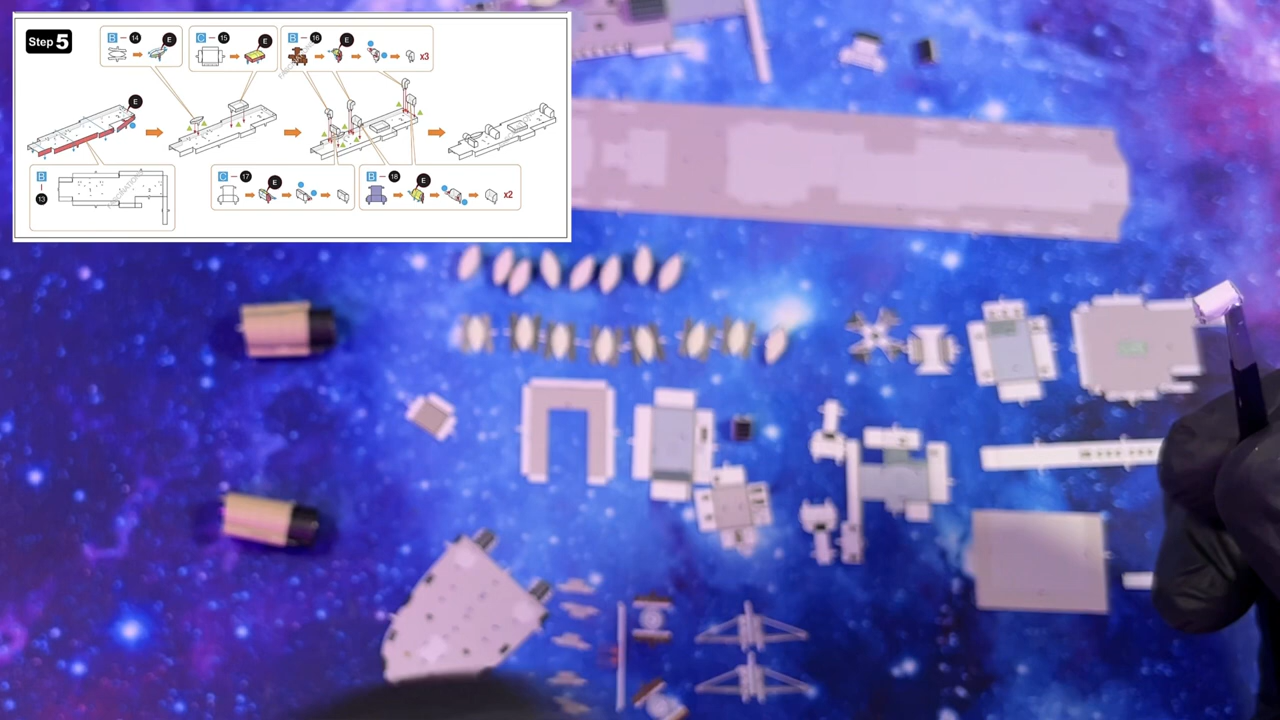 Step 5
B 14 E
C 15 E
B 16 E x3
E
B 13
C 17 E
B 18 E x2